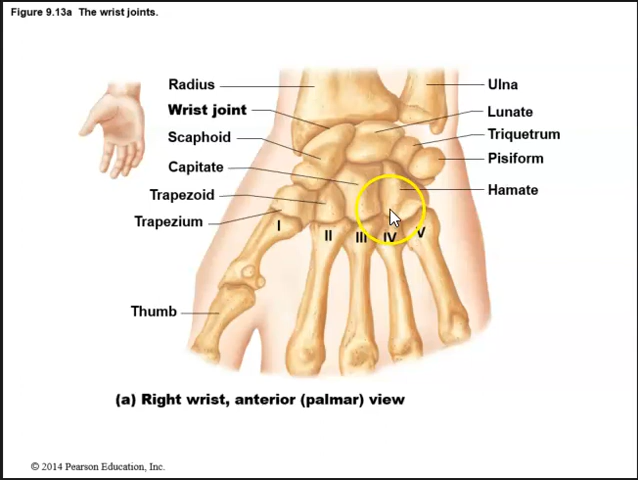 Figure 9.13a The wrist joints.
Radius
Ulna
Wrist joint
Lunate
Scaphoid
Triquetrum
Capitate
Pisiform
Trapezoid
Hamate
Trapezium
I
II
III
IV
V
Thumb
(a) Right wrist, anterior (palmar) view
© 2014 Pearson Education, Inc.